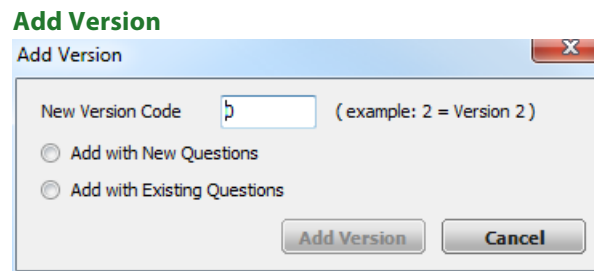 Add Version
Add Version
New Version Code 0 ( example: 2 = Version 2 )
Add with New Questions
Add with Existing Questions
Add Version Cancel